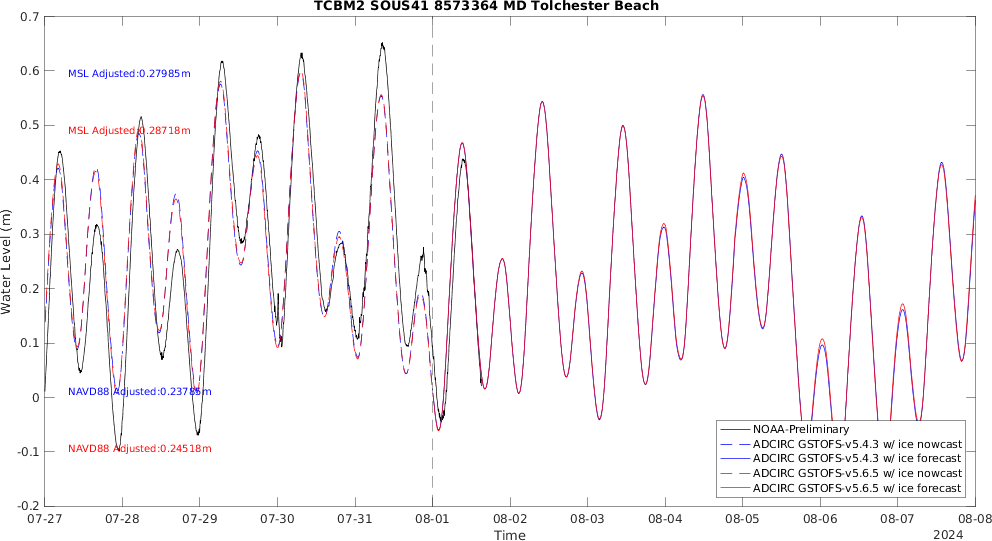 TCBM2 SOUS41 8573364 MD Tolchester Beach
0.7
0.6
0.5
0.4
0.3
0.2
0.1
0
-0.1
-0.2
Water Level (m)
MSL Adjusted:0.27985m
MSL Adjusted:0.28718m
NAVD88 Adjusted:0.23785m
NAVD88 Adjusted:0.24518m
NOAA-Preliminary
ADCIRC GSTOFS-v5.4.3 w/ ice nowcast
ADCIRC GSTOFS-v5.4.3 w/ ice forecast
ADCIRC GSTOFS-v5.6.5 w/ ice nowcast
ADCIRC GSTOFS-v5.6.5 w/ ice forecast
07-27 07-28 07-29 07-30 07-31 08-01 08-02 08-03 08-04 08-05 08-06 08-07 08-08
Time
2024